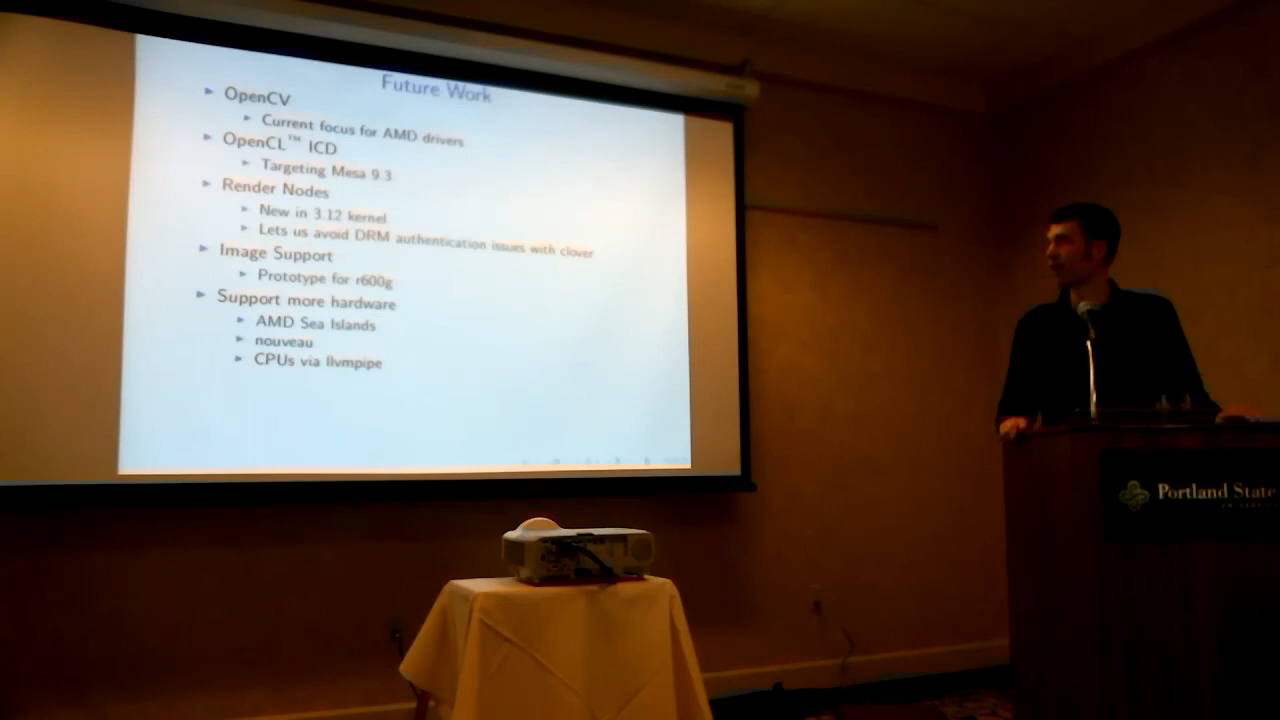 Future Work
OpenCV
Current focus for AMD drivers
OpenCL™ ICD
Targeting Mesa 9.3
Render Nodes
New in 3.12 kernel
Lets us avoid DRM authentication issues with clover
Image Support
Prototype for r600g
Support more hardware
AMD Sea Islands
nouveau
CPUs via llvmpipe
Portland State